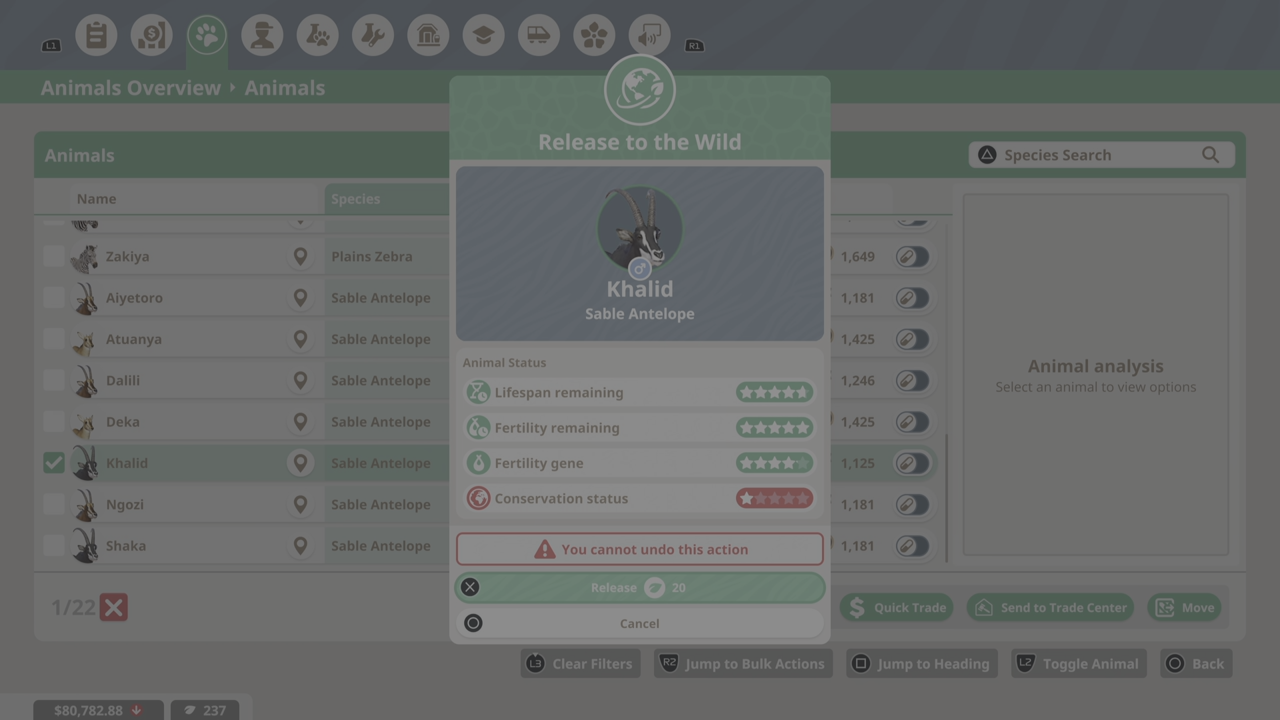 L1
R1
Animals Overview › Animals
Release to the Wild
Animals
Species Search
Name
Species
Khalid
Sable Antelope
Zakiya Plains Zebra 1,649
Aiyetoro Sable Antelope 1,181
Atuanya Sable Antelope 1,425
Dalili Sable Antelope 1,246
Deka Sable Antelope 1,425
Khalid Sable Antelope 1,125
Ngozi Sable Antelope 1,181
Shaka Sable Antelope 1,181
Animal Status
Lifespan remaining
Fertility remaining
Fertility gene
Conservation status
You cannot undo this action
Release 20
Cancel
Animal analysis
Select an animal to view options
1/22
$ Quick Trade
Send to Trade Center
Move
L3 Clear Filters
R2 Jump to Bulk Actions
Jump to Heading
L2 Toggle Animal
Back
$80,782.88
237